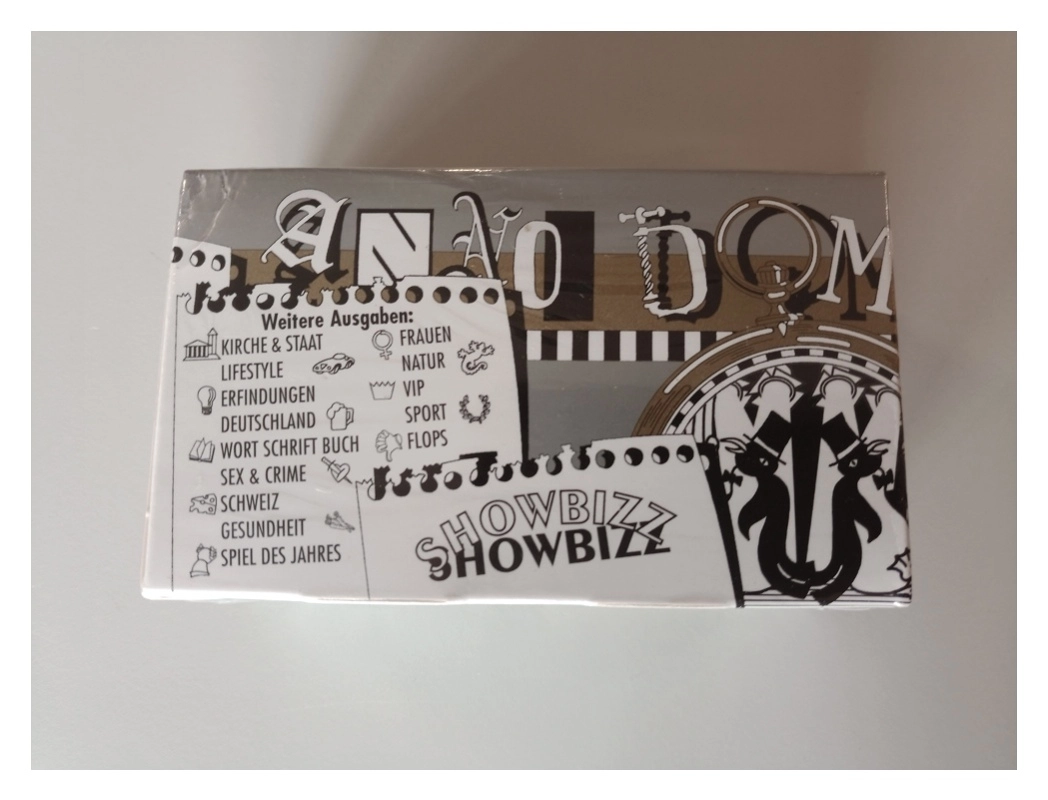 ANNO DOM
Weitere Ausgaben:
KIRCHE & STAAT
LIFESTYLE
ERFINDUNGEN
DEUTSCHLAND
WORT SCHRIFT BUCH
SEX & CRIME
SCHWEIZ
GESUNDHEIT
SPIEL DES JAHRES
FRAUEN
NATUR
VIP
SPORT
FLOPS
SHOWBIZZ
SHOWBIZZ